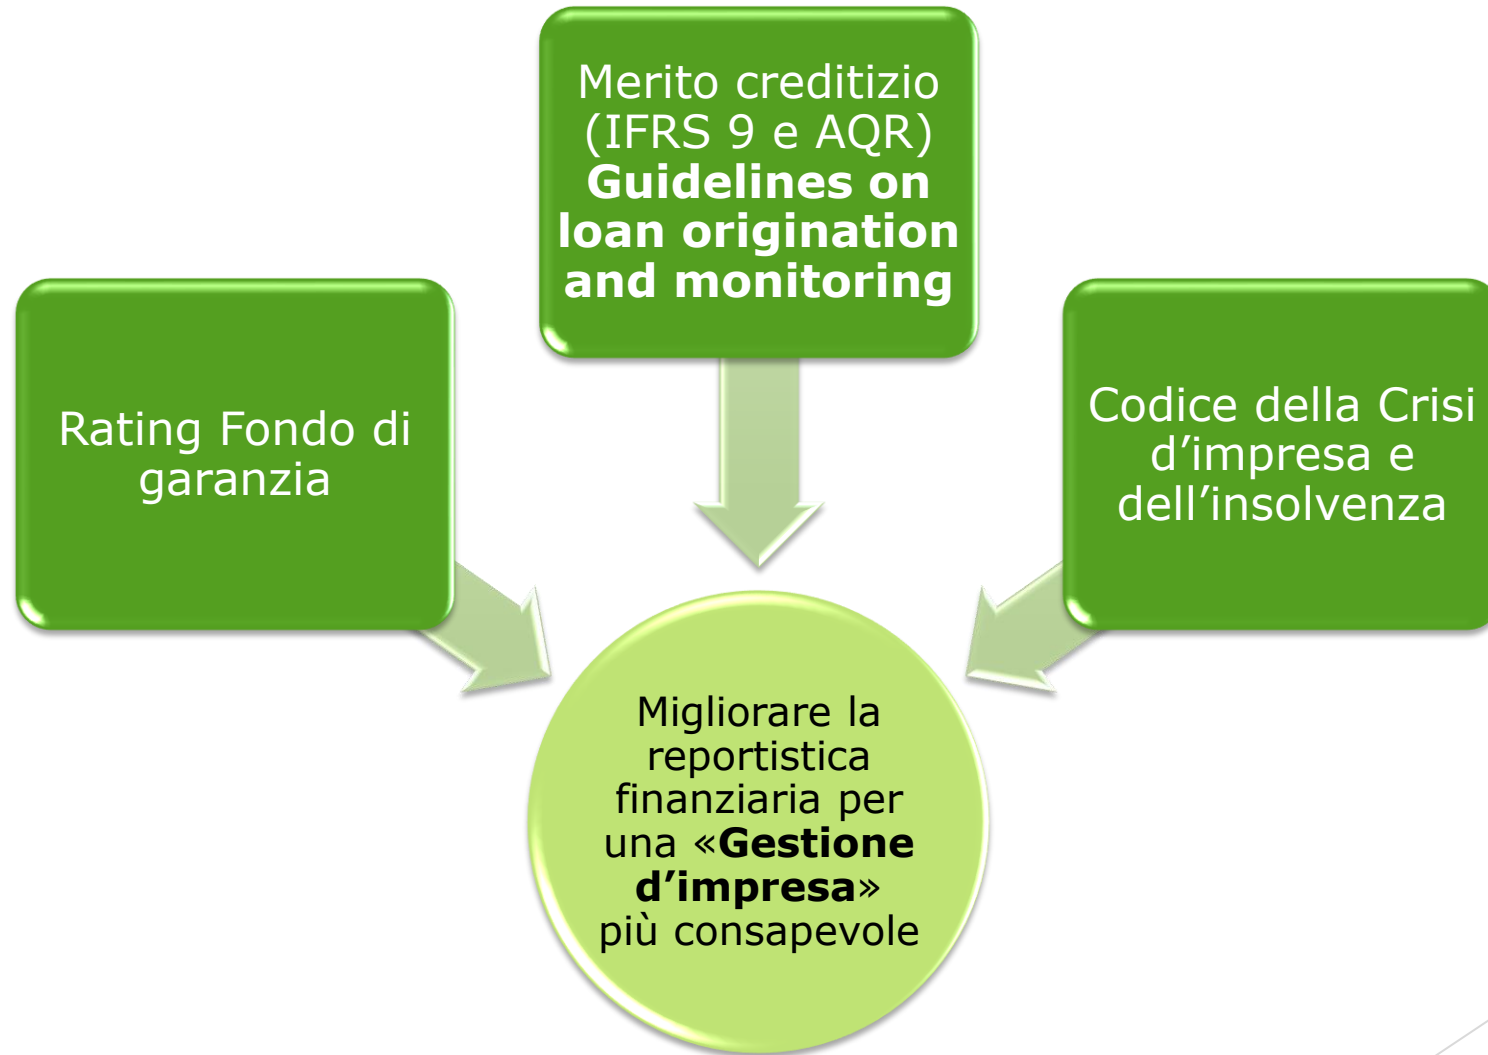 Merito creditizio
(IFRS 9 e AQR)
Guidelines on
loan origination
and monitoring
Rating Fondo di
garanzia
Codice della Crisi
d’impresa e
dell’insolvenza
Migliorare la
reportistica
finanziaria per
una «Gestione
d’impresa»
più consapevole